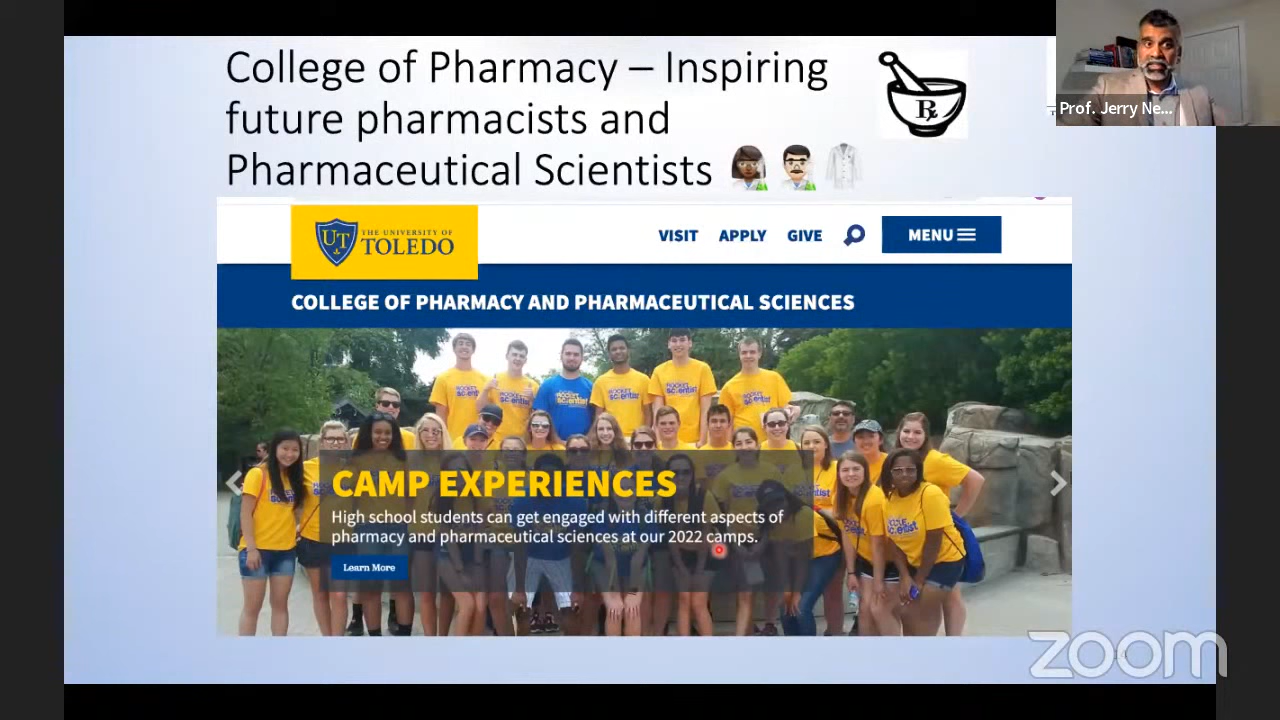 College of Pharmacy – Inspiring
future pharmacists and
Pharmaceutical Scientists
Rx
Prof. Jerry Ne...
UT
THE UNIVERSITY OF
TOLEDO
VISIT APPLY GIVE MENU
COLLEGE OF PHARMACY AND PHARMACEUTICAL SCIENCES
CAMP EXPERIENCES
High school students can get engaged with different aspects of
pharmacy and pharmaceutical sciences at our 2022 camps.
Learn More
zoom